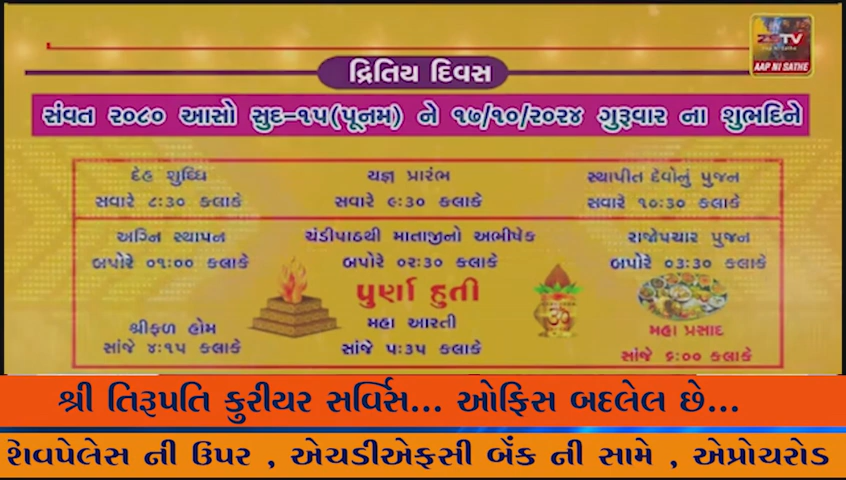 ZSTV
AAP NI SATHE
દ્રિતિય દિવસ
સંવત ૨૦૮૦ આસો સુદ-૧૫(પૂનમ) ને ૧૭/૧૦/૨૦૨૪ ગુરૂવાર ના શુભદિને
દેહ શુધ્ધિ યજ્ઞ પ્રારંભ સ્થાપીત દેવોનું પુજન
સવારે ૮:૩૦ કલાકે સવારે ૯:૩૦ કલાકે સવારે ૧૦:૩૦ કલાકે
અગ્નિ સ્થાપન ચંડીપાઠથી માતાજીનો અભીષેક રાજોપચાર પુજન
બપોરે ૦૧:૦૦ કલાકે બપોરે ૦૨:૩૦ કલાકે બપોરે ૦૩:૩૦ કલાકે
પુર્ણા હુતી
ૐ
શ્રીફળ હોમ મહા આરતી મહા પ્રસાદ
સાંજે ૪:૧૫ કલાકે સાંજે ૫:૩૫ કલાકે સાંજે ૬:૦૦ કલાકે
શ્રી તિરૂપતિ કુરીયર સર્વિસ... ઓફિસ બદલેલ છે...
શિવપેલેસ ની ઉપર , એચડીએફસી બેંક ની સામે , એપ્રોચરોડ